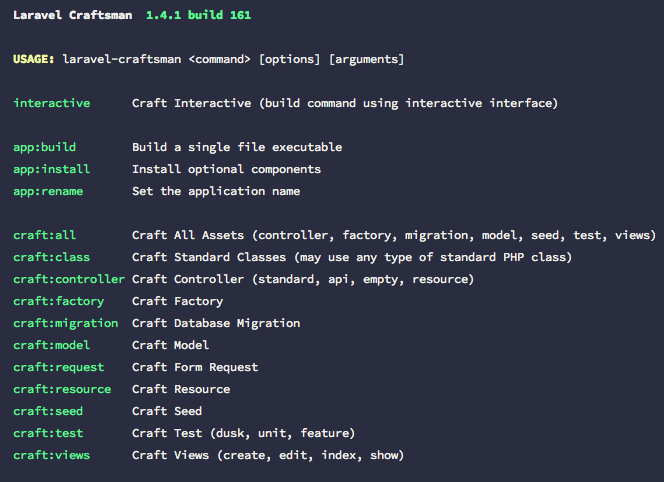 Laravel Craftsman 1.4.1 build 161
USAGE: laravel-craftsman <command> [options] [arguments]
interactive Craft Interactive (build command using interactive interface)
app:build Build a single file executable
app:install Install optional components
app:rename Set the application name
craft:all Craft All Assets (controller, factory, migration, model, seed, test, views)
craft:class Craft Standard Classes (may use any type of standard PHP class)
craft:controller Craft Controller (standard, api, empty, resource)
craft:factory Craft Factory
craft:migration Craft Database Migration
craft:model Craft Model
craft:request Craft Form Request
craft:resource Craft Resource
craft:seed Craft Seed
craft:test Craft Test (dusk, unit, feature)
craft:views Craft Views (create, edit, index, show)